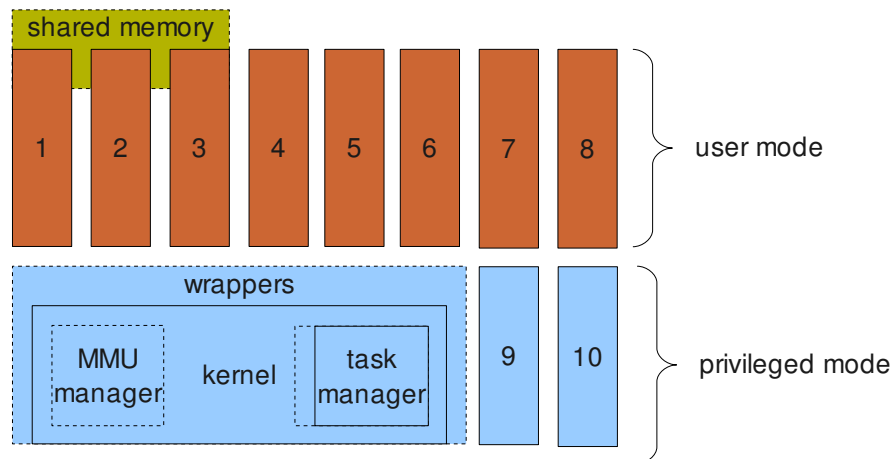 shared memory
1 2 3 4 5 6 7 8
user mode
wrappers
MMU
manager
kernel
task
manager
9
10
privileged mode